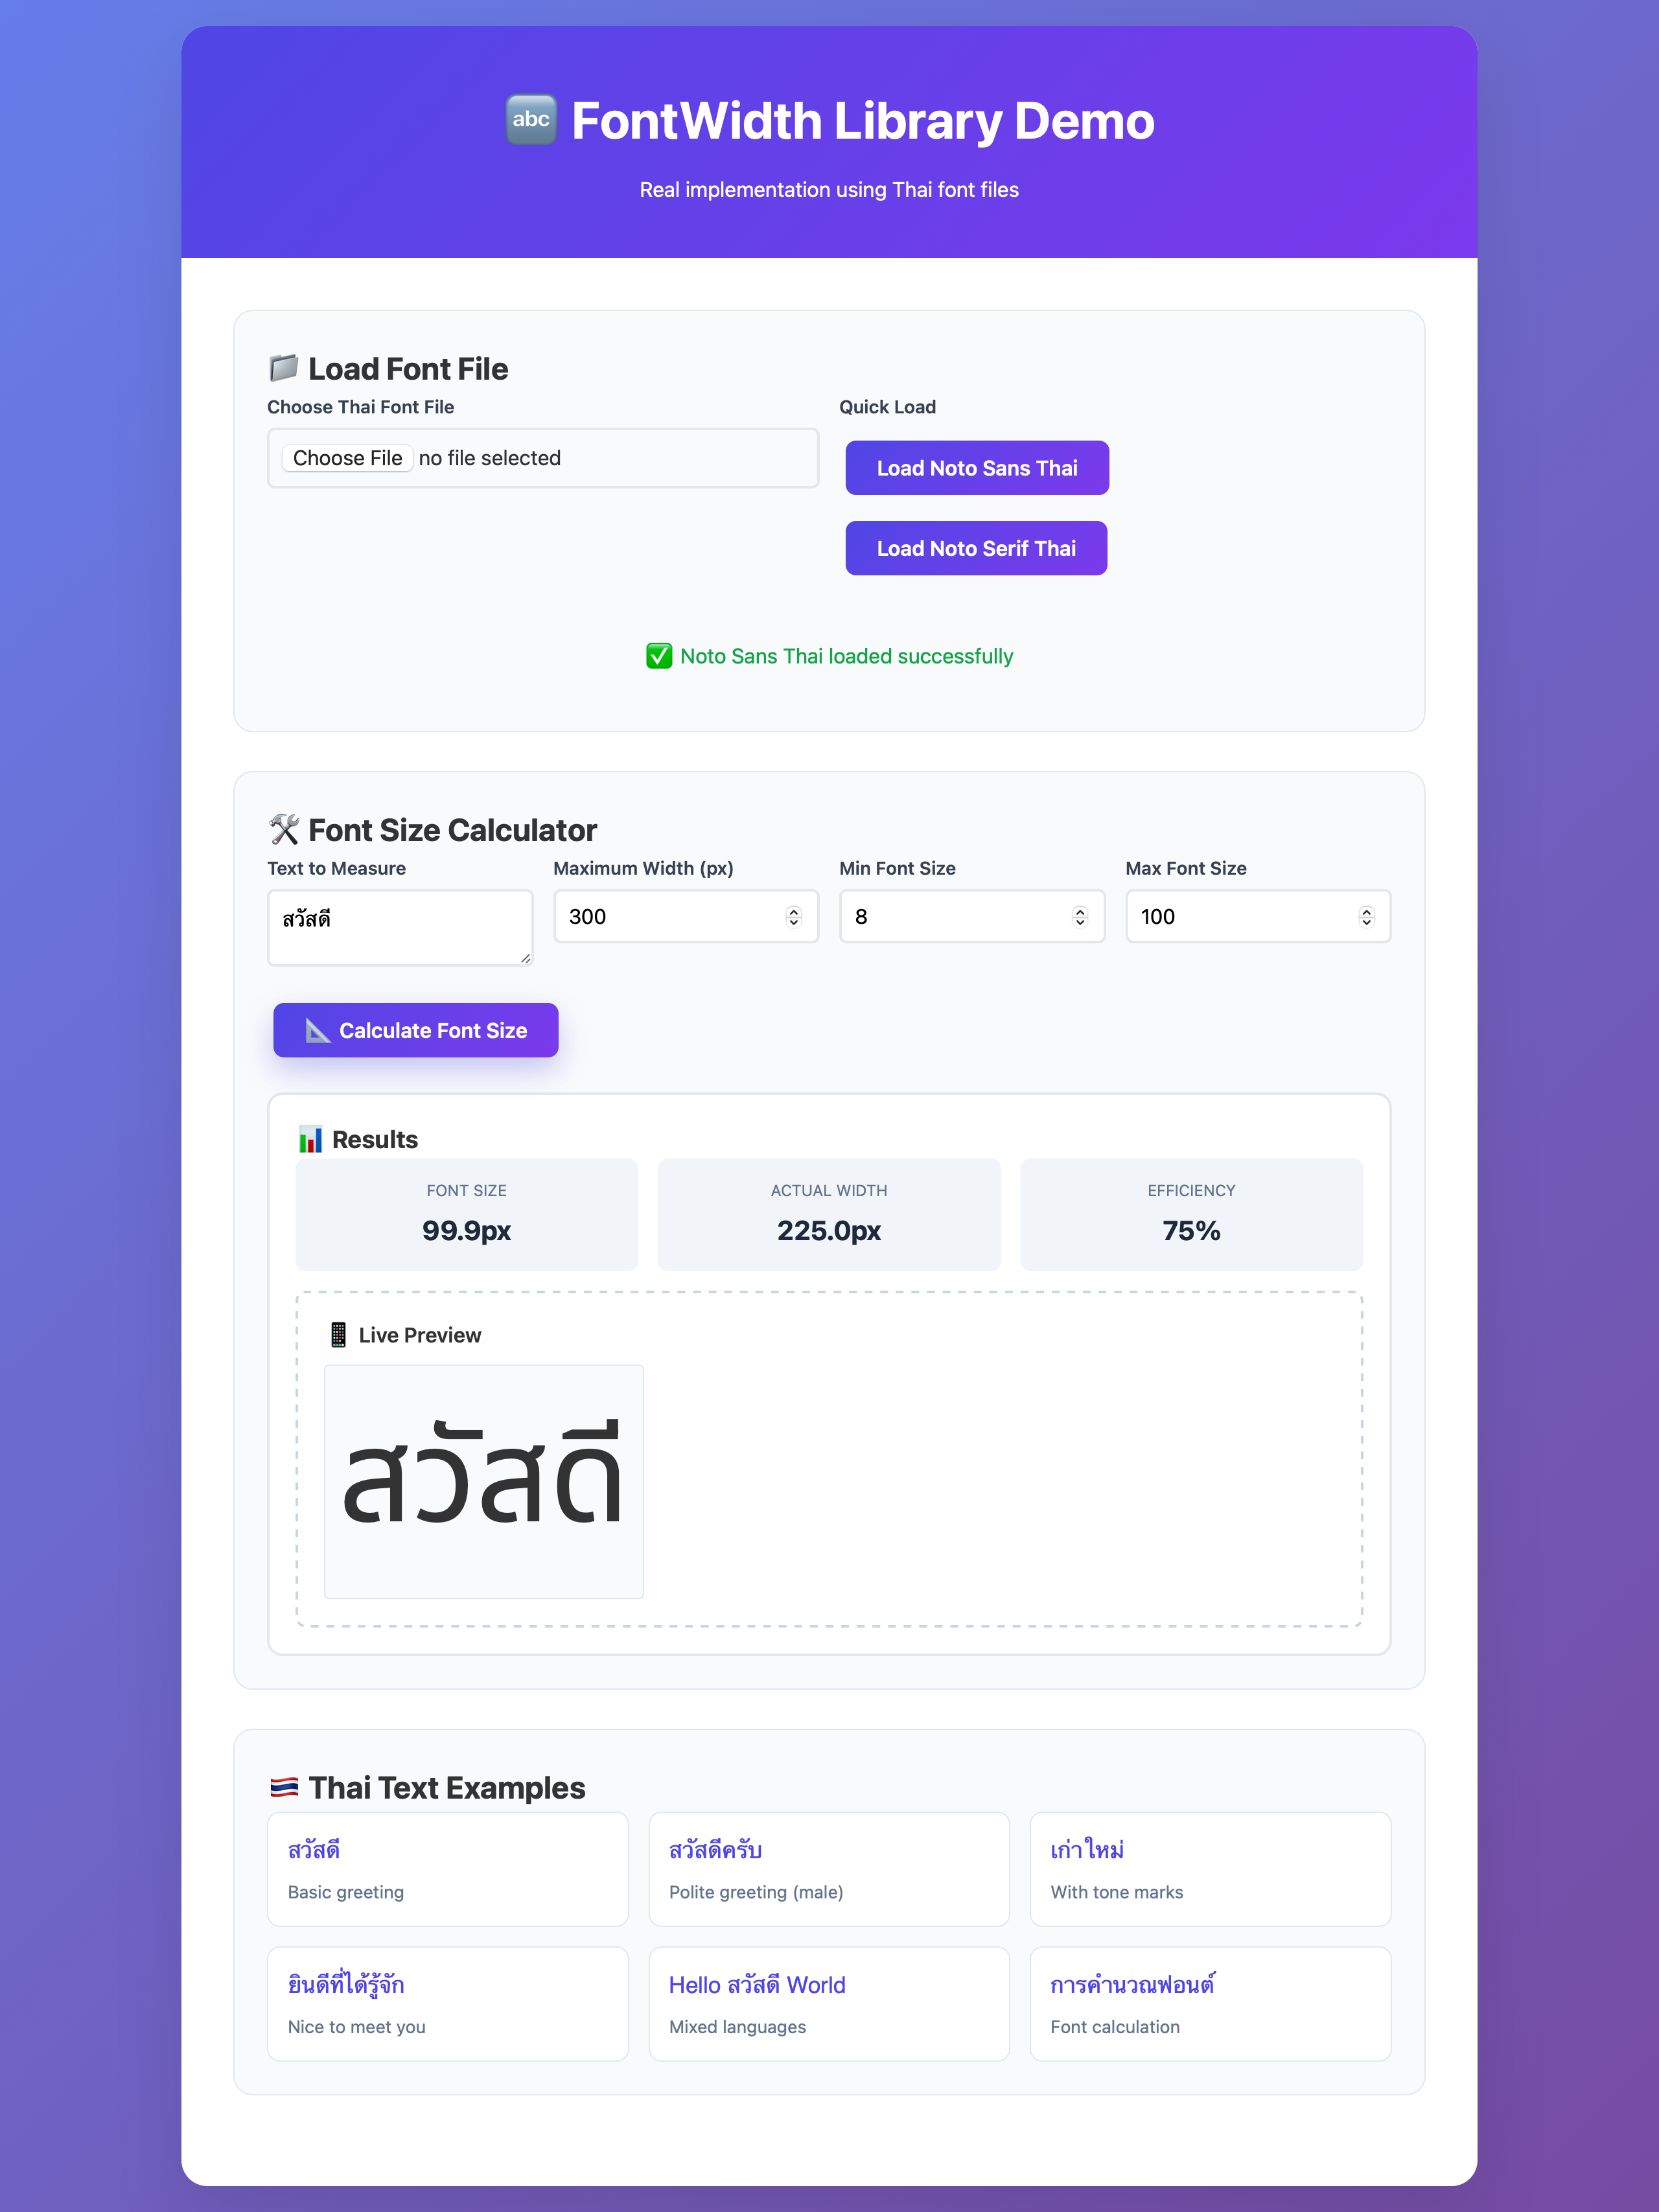 abc FontWidth Library Demo
Real implementation using Thai font files
Load Font File
Choose Thai Font File
Quick Load
Choose File no file selected
Load Noto Sans Thai
Load Noto Serif Thai
Noto Sans Thai loaded successfully
Font Size Calculator
Text to Measure
Maximum Width (px)
Min Font Size
Max Font Size
สวัสดี
300
8
100
Calculate Font Size
Results
FONT SIZE
99.9px
ACTUAL WIDTH
225.0px
EFFICIENCY
75%
Live Preview
สวัสดี
Thai Text Examples
สวัสดี
Basic greeting
สวัสดีครับ
Polite greeting (male)
เก่าใหม่
With tone marks
ยินดีที่ได้รู้จัก
Nice to meet you
Hello สวัสดี World
Mixed languages
การคำนวณฟอนต์
Font calculation